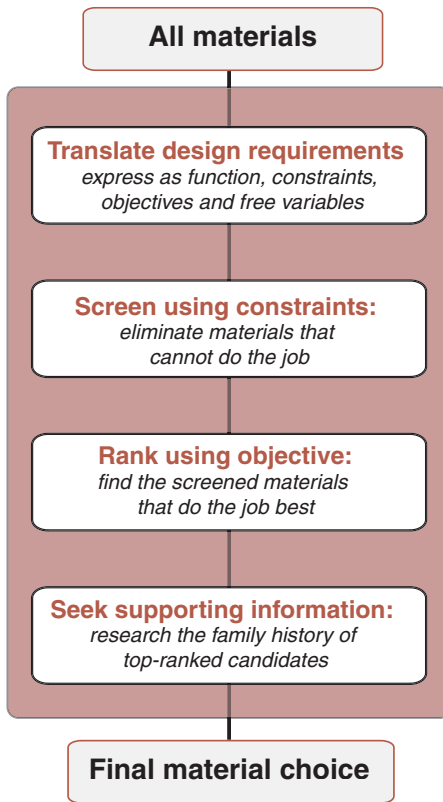 All materials
Translate design requirements
express as function, constraints,
objectives and free variables
Screen using constraints:
eliminate materials that
cannot do the job
Rank using objective:
find the screened materials
that do the job best
Seek supporting information:
research the family history of
top-ranked candidates
Final material choice